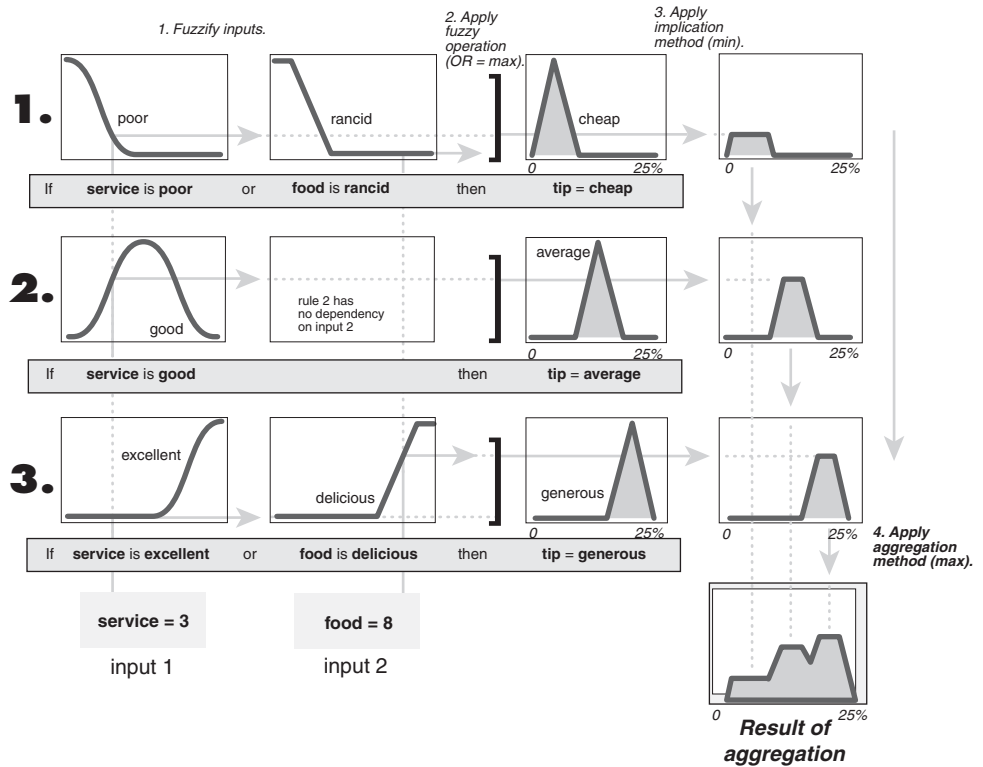 1. Fuzzify inputs.
2. Apply
fuzzy
operation
(OR = max).
3. Apply
implication
method (min).
1.
poor
rancid
cheap
0
25%
0
25%
If service is poor or food is rancid then tip = cheap
2.
good
rule 2 has
no dependency
on input 2
average
0
25%
0
25%
If service is good then tip = average
3.
excellent
delicious
generous
0
25%
0
25%
If service is excellent or food is delicious then tip = generous
4. Apply
aggregation
method (max).
service = 3
food = 8
input 1
input 2
0
25%
Result of
aggregation